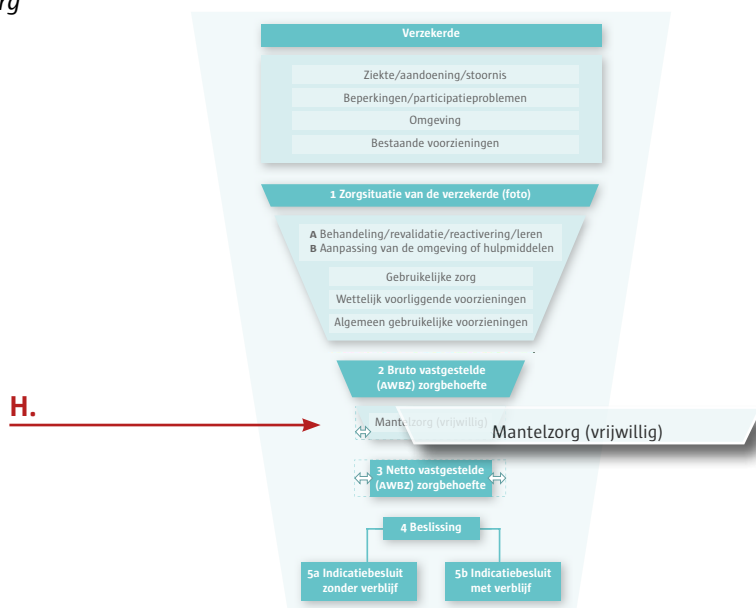 rg
Verzekerde
Ziekte/aandoening/stoornis
Beperkingen/participatieproblemen
Omgeving
Bestaande voorzieningen
1 Zorgsituatie van de verzekerde (foto)
A Behandeling/revalidatie/reactivering/leren
B Aanpassing van de omgeving of hulpmiddelen
Gebruikelijke zorg
Wettelijk voorliggende voorzieningen
Algemeen gebruikelijke voorzieningen
2 Bruto vastgestelde
(AWBZ) zorgbehoefte
H.
Mantelzorg (vrijwillig)
Mantelzorg (vrijwillig)
3 Netto vastgestelde
(AWBZ) zorgbehoefte
4 Beslissing
5a Indicatiebesluit
zonder verblijf
5b Indicatiebesluit
met verblijf